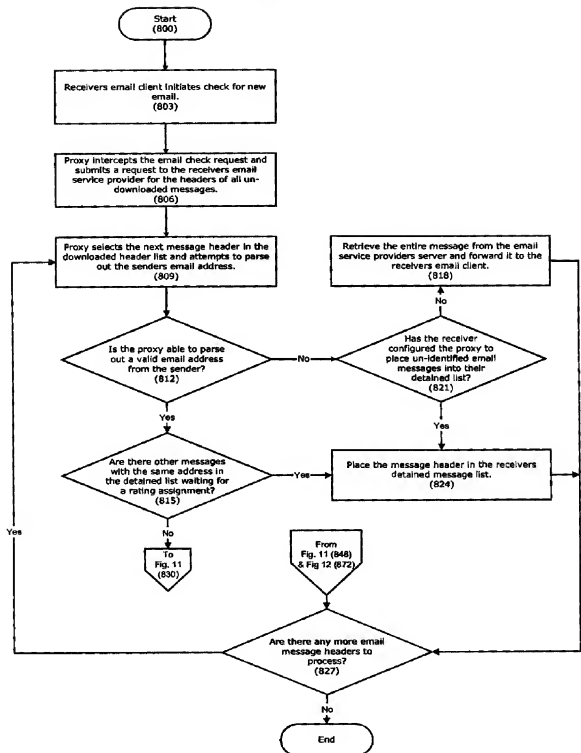 Start
(800)
Receivers email client initiates check for new
email.
(803)
Proxy intercepts the email check request and
submits a request to the receivers email
service provider for the headers of all un-
downloaded messages.
(806)
Proxy selects the next message header in the
downloaded header list and attempts to parse
out the senders email address.
(809)
Retrieve the entire message from the email
service providers server and forward it to the
receivers email client.
(818)
No
Is the proxy able to parse
out a valid email address
from the sender?
(812)
No
Has the receiver
configured the proxy to
place un-identified email
messages into their
detained list?
(821)
Yes
Yes
Are there other messages
with the same address in
the detained list waiting for
a rating assignment?
(815)
Yes
Place the message header in the receivers
detained message list.
(824)
Yes
No
To
Fig. 11
(830)
From
Fig. 11 (848)
& Fig 12 (872)
Are there any more email
message headers to
process?
(827)
No
End